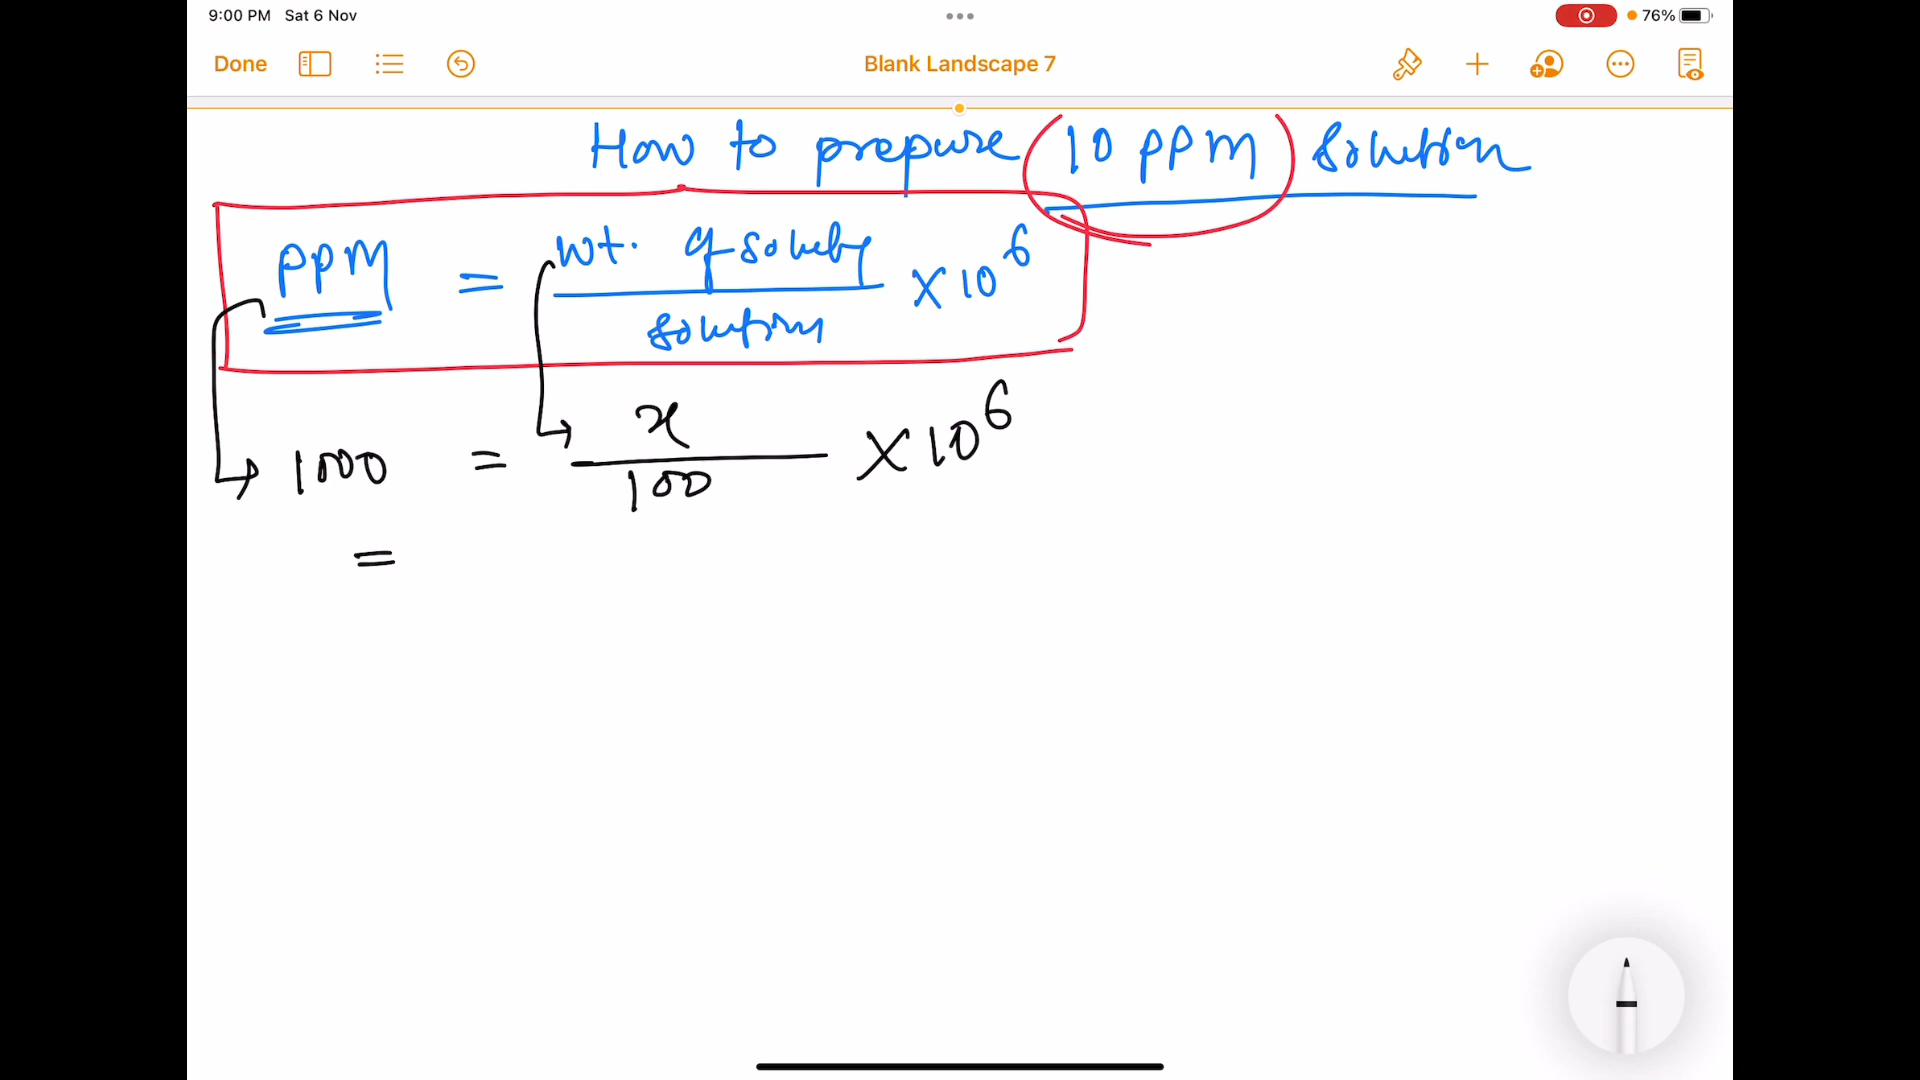 9:00 PM Sat 6 Nov
76%
Done
Blank Landscape 7
How to prepare 10 ppm solution
ppm = wt. of solute / solution × 10^6
1000 = x / 100 × 10^6
=